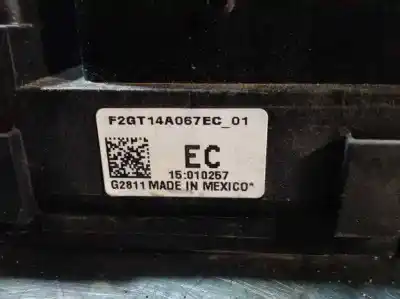 F2GT14A067EC_01
EC
15:010257
G2811 MADE IN MEXICO*